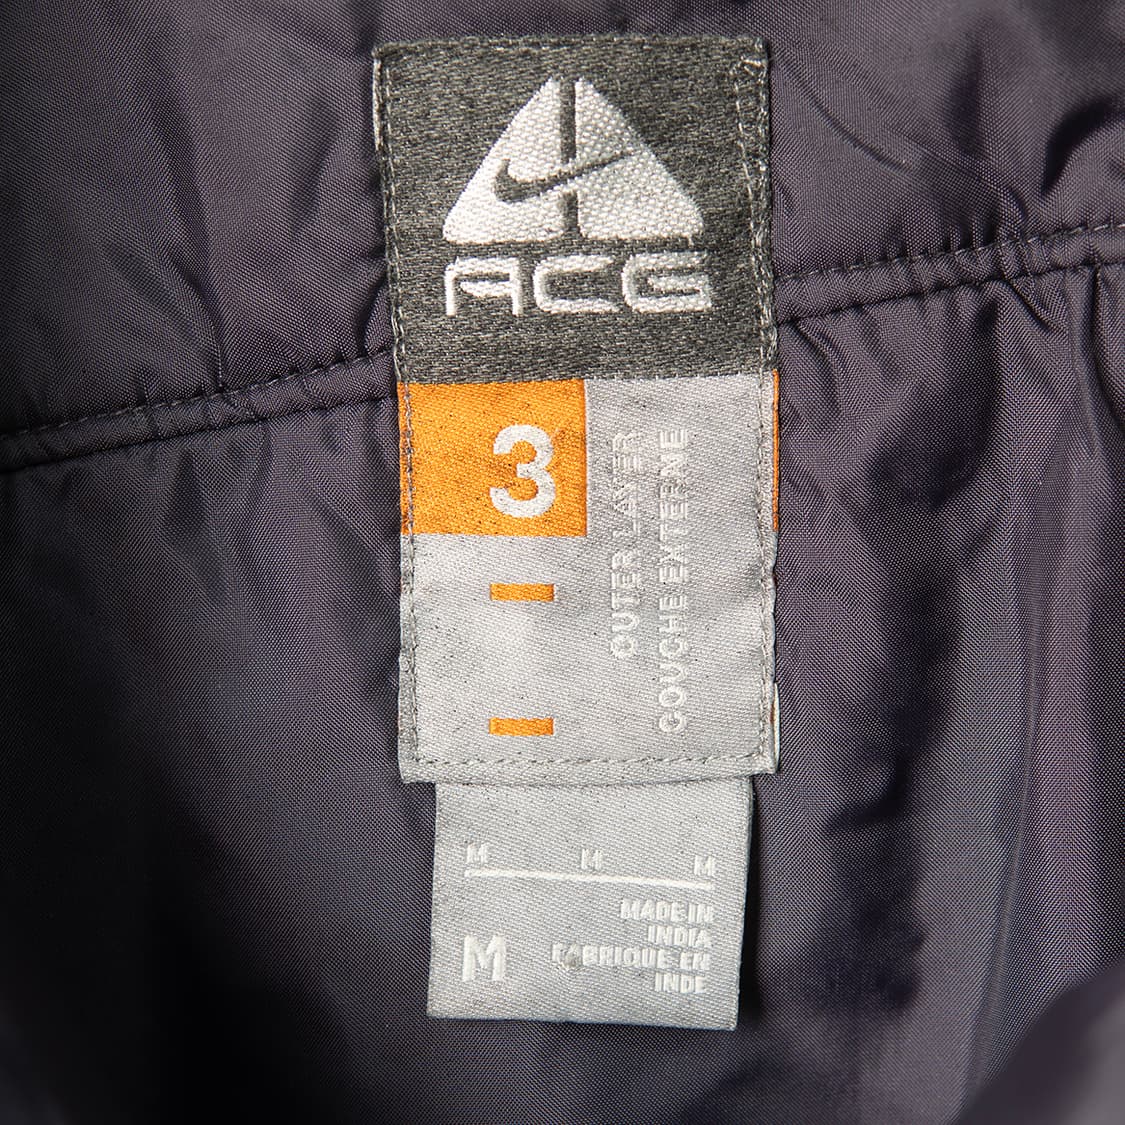 ACG
3
OUTER LAYER
COUCHE EXTERNE
M M M
M
MADE IN
INDIA
FABRIQUE EN
INDE